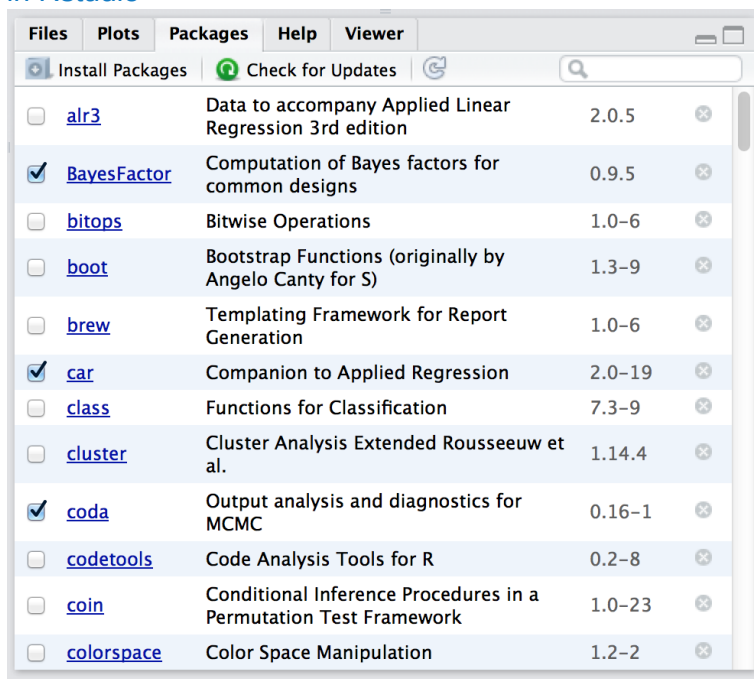 Files Plots Packages Help Viewer
Install Packages Check for Updates
alr3 Data to accompany Applied Linear Regression 3rd edition 2.0.5
BayesFactor Computation of Bayes factors for common designs 0.9.5
bitops Bitwise Operations 1.0-6
boot Bootstrap Functions (originally by Angelo Canty for S) 1.3-9
brew Templating Framework for Report Generation 1.0-6
car Companion to Applied Regression 2.0-19
class Functions for Classification 7.3-9
cluster Cluster Analysis Extended Rousseeuw et al. 1.14.4
coda Output analysis and diagnostics for MCMC 0.16-1
codetools Code Analysis Tools for R 0.2-8
coin Conditional Inference Procedures in a Permutation Test Framework 1.0-23
colorspace Color Space Manipulation 1.2-2